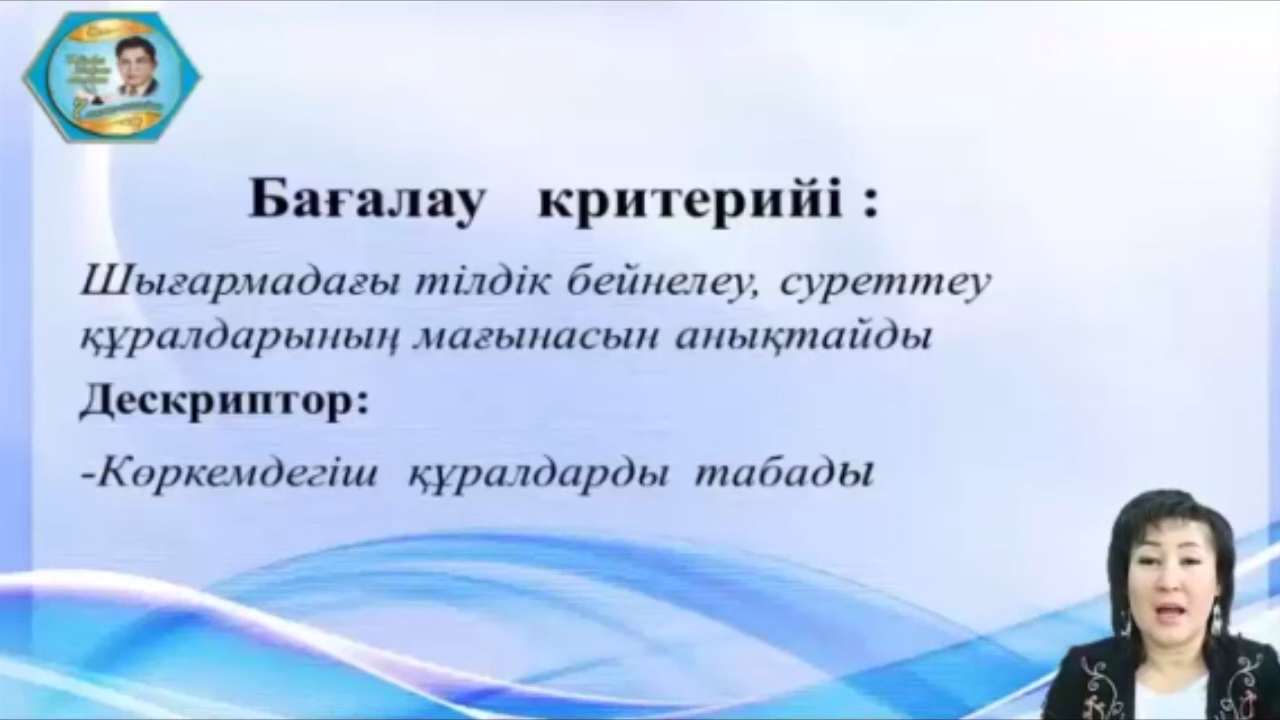 Бағалау критерийі :
Шығармадағы тілдік бейнелеу, суреттеу
құралдарының мағынасын анықтайды
Дескриптор:
-Көркемдегіш құралдарды табады